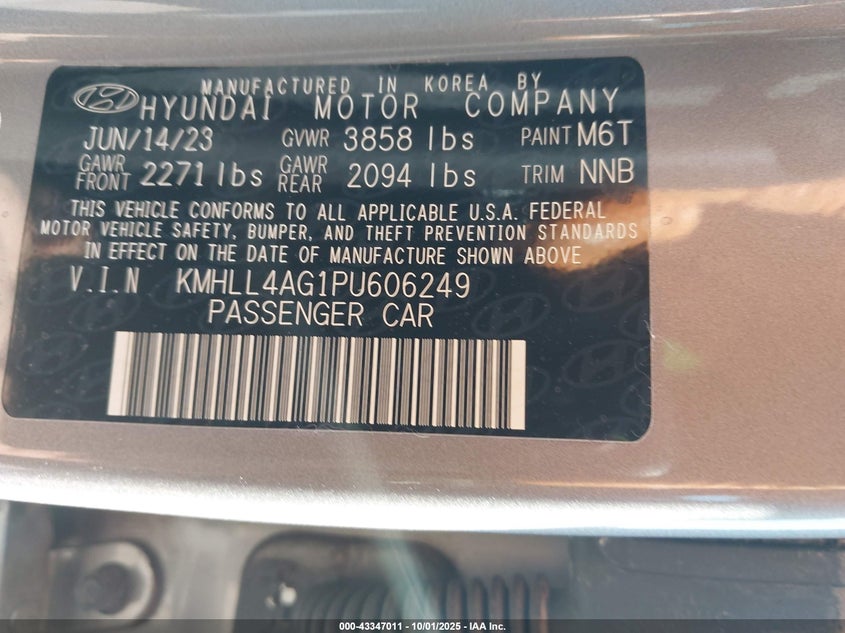 MANUFACTURED IN KOREA BY
HYUNDAI MOTOR COMPANY
JUN/14/23 GVWR 3858 lbs PAINT M6T
GAWR FRONT 2271 lbs GAWR REAR 2094 lbs TRIM NNB
THIS VEHICLE CONFORMS TO ALL APPLICABLE U.S.A. FEDERAL
MOTOR VEHICLE SAFETY, BUMPER, AND THEFT PREVENTION STANDARDS
IN EFFECT ON THE DATE OF MANUFACTURE SHOWN ABOVE
V.I.N KMHLL4AG1PU606249
PASSENGER CAR
000-43347011 - 10/01/2025 - IAA Inc.